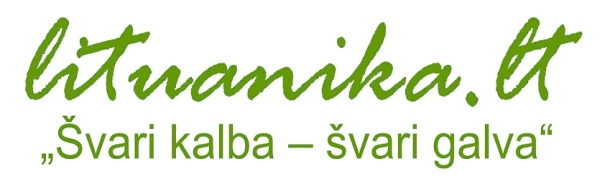 lituanika.lt
„Švari kalba – švari galva“